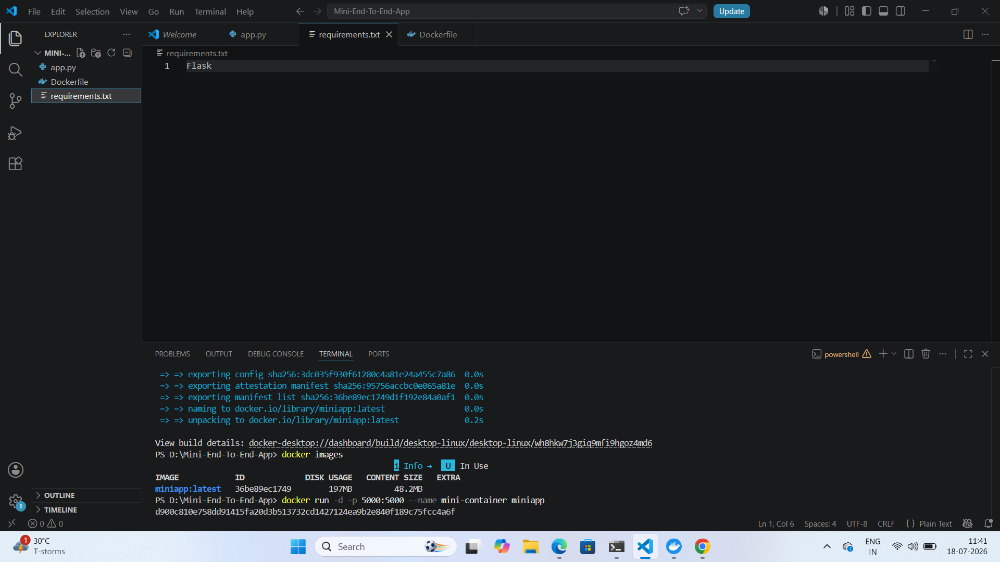 File Edit Selection View Go Run Terminal Help
Mini-End-To-End-App
Update
EXPLORER
MINI-...
app.py
Dockerfile
requirements.txt
OUTLINE
TIMELINE
Welcome
app.py
requirements.txt
Dockerfile
requirements.txt
1 Flask
PROBLEMS OUTPUT DEBUG CONSOLE TERMINAL PORTS
powershell
=> => exporting config sha256:3dc035f930f61280c4a81e24a455c7a86 0.0s
=> => exporting attestation manifest sha256:95756accbc0e065a81e 0.0s
=> => exporting manifest list sha256:36be89ec1749d1f192e84a0af1 0.0s
=> => naming to docker.io/library/miniapp:latest 0.0s
=> => unpacking to docker.io/library/miniapp:latest 0.2s
View build details: docker-desktop://dashboard/build/desktop-linux/desktop-linux/wh8hkw7j3giq9mfi9hgoz4md6
PS D:\Mini-End-To-End-App> docker images
i Info → U In Use
IMAGE ID DISK USAGE CONTENT SIZE EXTRA
miniapp:latest 36be89ec1749 197MB 48.2MB
PS D:\Mini-End-To-End-App> docker run -d -p 5000:5000 --name mini-container miniapp
d900c810e758dd91415fa20d3b513732cd1427124ea9b2e840f189c75fcc4a6f
1
0 0
Ln 1, Col 6 Spaces: 4 UTF-8 CRLF {} Plain Text
1
30°C
T-storms
Search
ENG
IN
11:41
18-07-2026